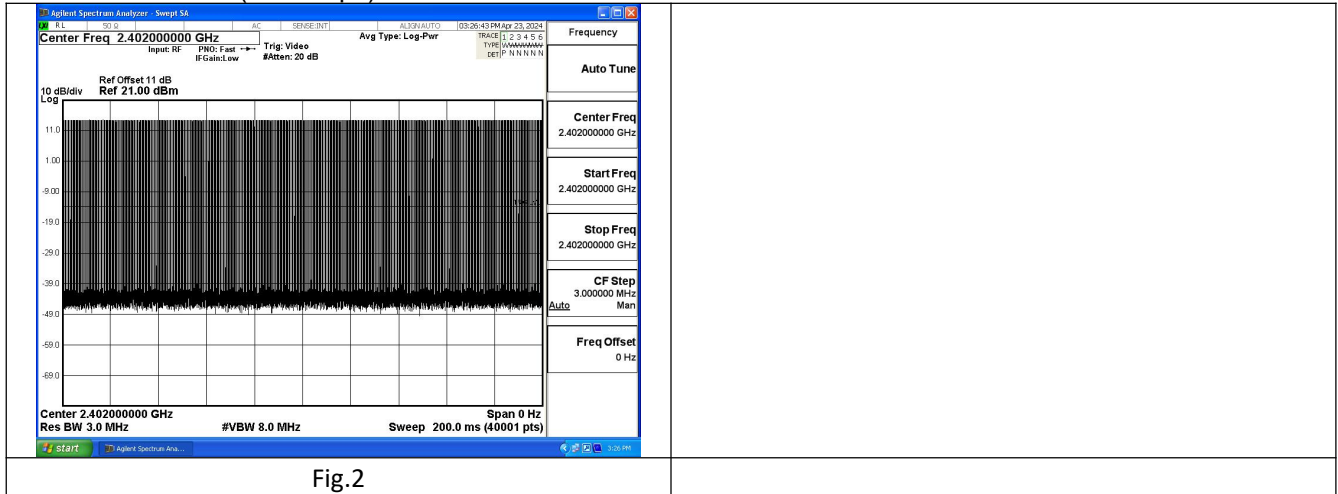 Agilent Spectrum Analyzer - Swept SA
RL 50 Ω AC SENSE:INT ALIGN AUTO 03:26:43 PM Apr 23, 2024
Center Freq 2.402000000 GHz
Input: RF PNO: Fast Trig: Video Avg Type: Log-Pwr TRACE 1 2 3 4 5 6
IFGain:Low #Atten: 20 dB TYPE
DET P N N N N N
Frequency
Auto Tune
Ref Offset 11 dB
10 dB/div Ref 21.00 dBm
Log
11.0
1.00
-9.00
-19.0
-29.0
-39.0
-49.0
-59.0
-69.0
Center Freq
2.402000000 GHz
Start Freq
2.402000000 GHz
Stop Freq
2.402000000 GHz
CF Step
3.000000 MHz
Auto Man
Freq Offset
0 Hz
Center 2.402000000 GHz Span 0 Hz
Res BW 3.0 MHz #VBW 8.0 MHz Sweep 200.0 ms (40001 pts)
start Agilent Spectrum Ana... 3:26 PM
Fig.2